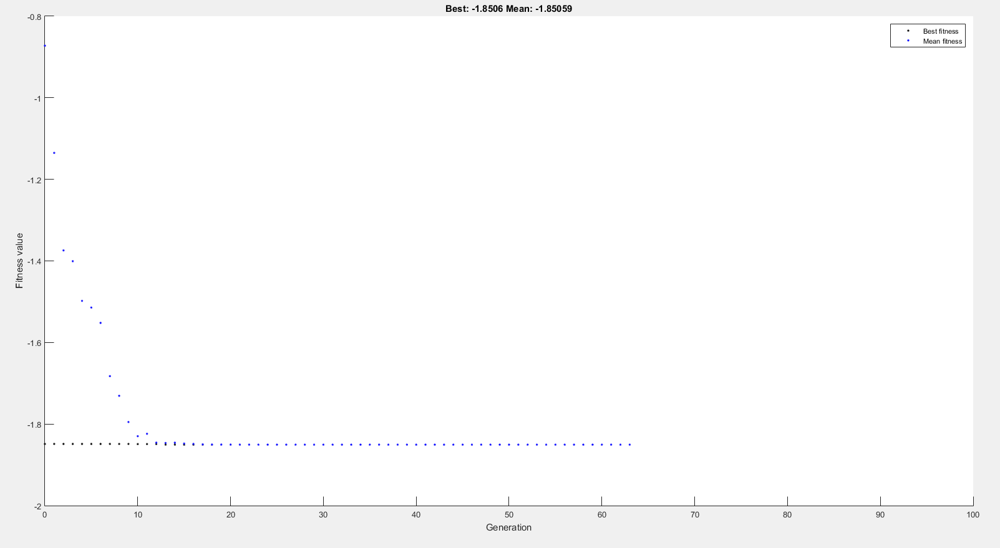 Best: -1.8506 Mean: -1.85059
Best fitness
Mean fitness
-0.8
-1
-1.2
-1.4
-1.6
-1.8
-2
Fitness value
0 10 20 30 40 50 60 70 80 90 100
Generation